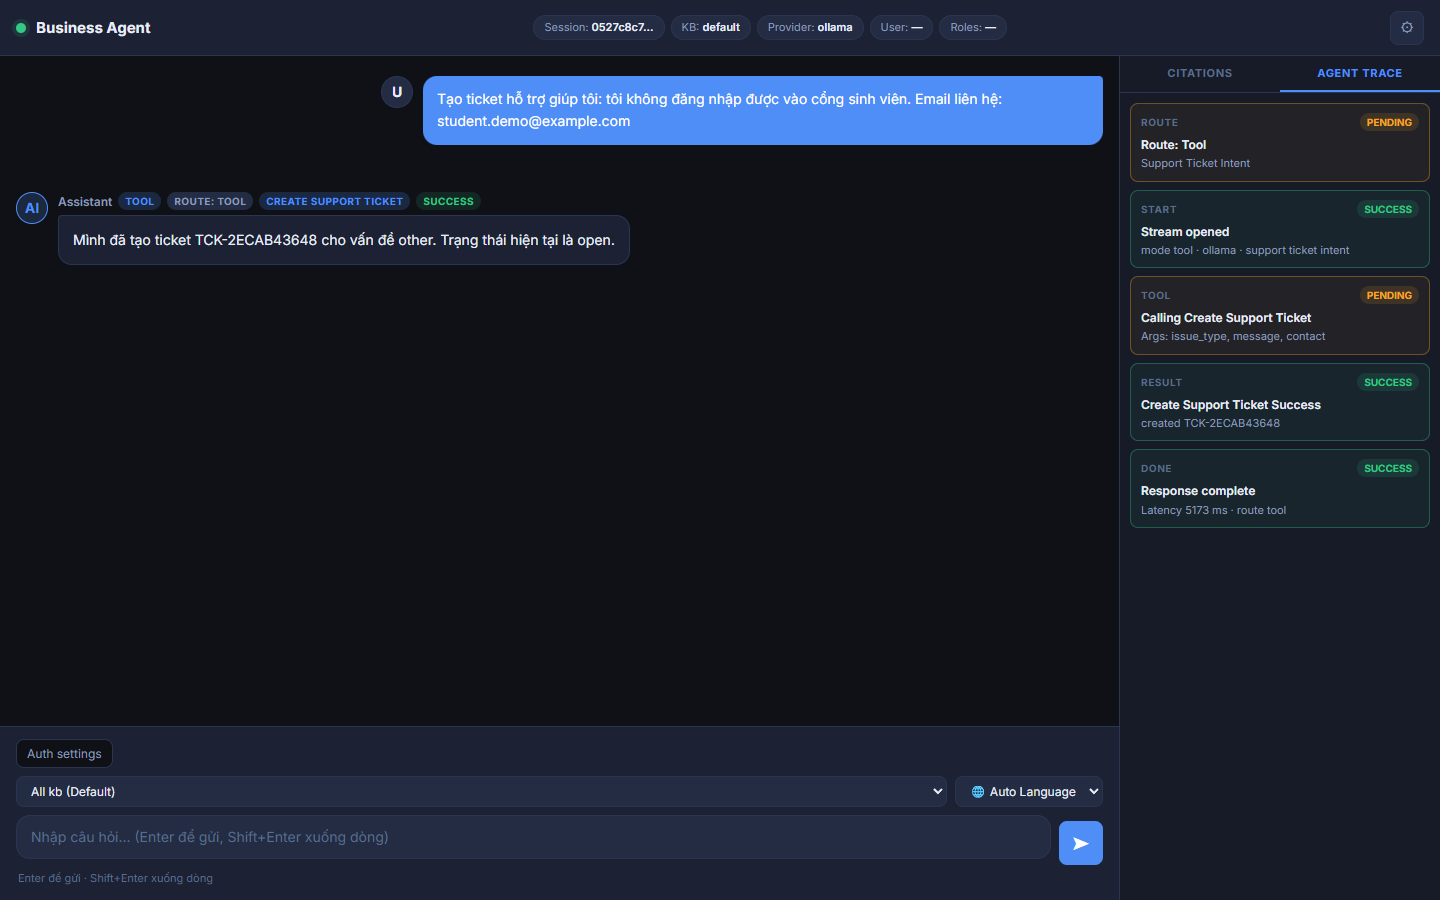 Business Agent
Session: 0527c8c7...
KB: default
Provider: ollama
User: —
Roles: —
U
Tạo ticket hỗ trợ giúp tôi: tôi không đăng nhập được vào cổng sinh viên. Email liên hệ:
student.demo@example.com
AI
Assistant
TOOL
ROUTE: TOOL
CREATE SUPPORT TICKET
SUCCESS
Mình đã tạo ticket TCK-2ECAB43648 cho vấn đề other. Trạng thái hiện tại là open.
Auth settings
All kb (Default)
Auto Language
Nhập câu hỏi... (Enter để gửi, Shift+Enter xuống dòng)
Enter để gửi · Shift+Enter xuống dòng
CITATIONS
AGENT TRACE
ROUTE
PENDING
Route: Tool
Support Ticket Intent
START
SUCCESS
Stream opened
mode tool · ollama · support ticket intent
TOOL
PENDING
Calling Create Support Ticket
Args: issue_type, message, contact
RESULT
SUCCESS
Create Support Ticket Success
created TCK-2ECAB43648
DONE
SUCCESS
Response complete
Latency 5173 ms · route tool